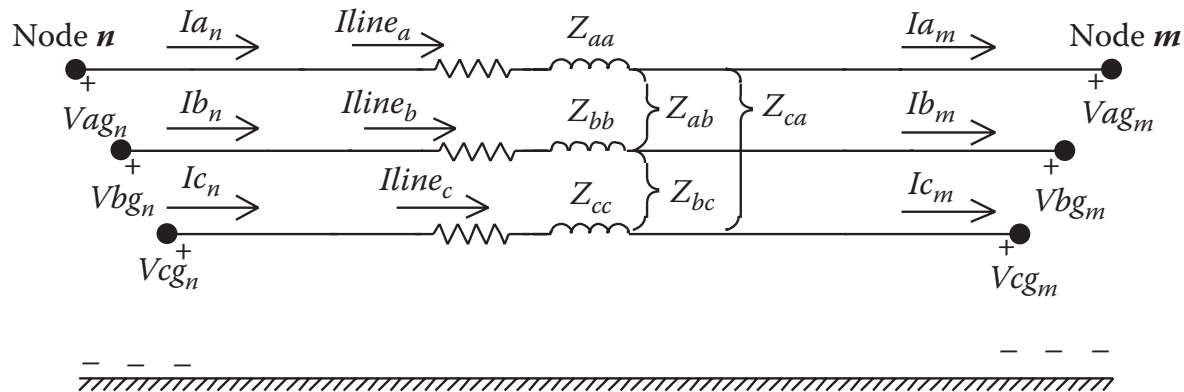 Node n
Ia_n
Iline_a
Z_aa
Ia_m
Node m
+
+
Vag_n
Ib_n
Iline_b
Z_bb
Z_ab
Z_ca
Ib_m
Vag_m
+
+
Vbg_n
Ic_n
Iline_c
Z_cc
Z_bc
Ic_m
Vbg_m
+
+
Vcg_n
Vcg_m
− − −
− − −